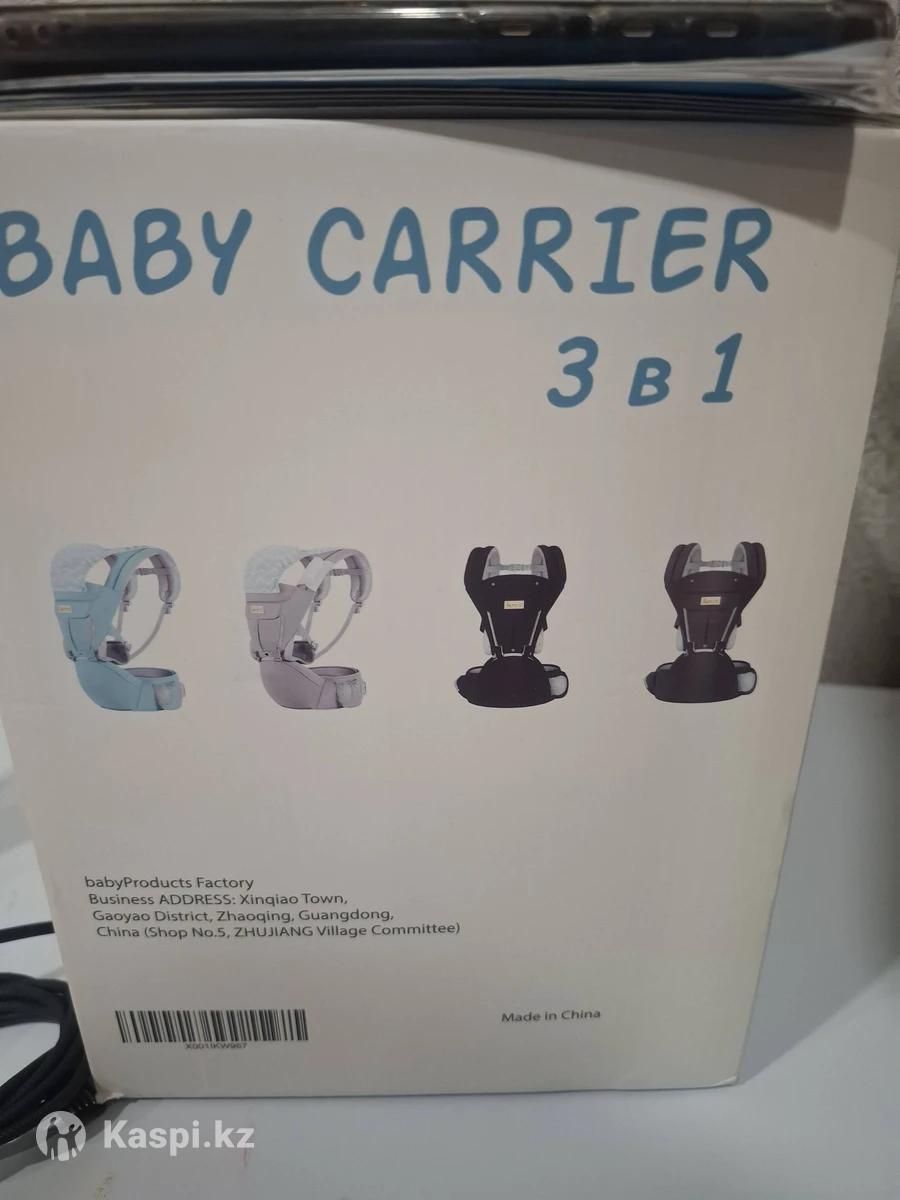 BABY CARRIER
3 в 1
babyProducts Factory
Business ADDRESS: Xinqiao Town,
Gaoyao District, Zhaoqing, Guangdong,
China (Shop No.5, ZHUJIANG Village Committee)
X001IKW967
Made in China
Kaspi.kz